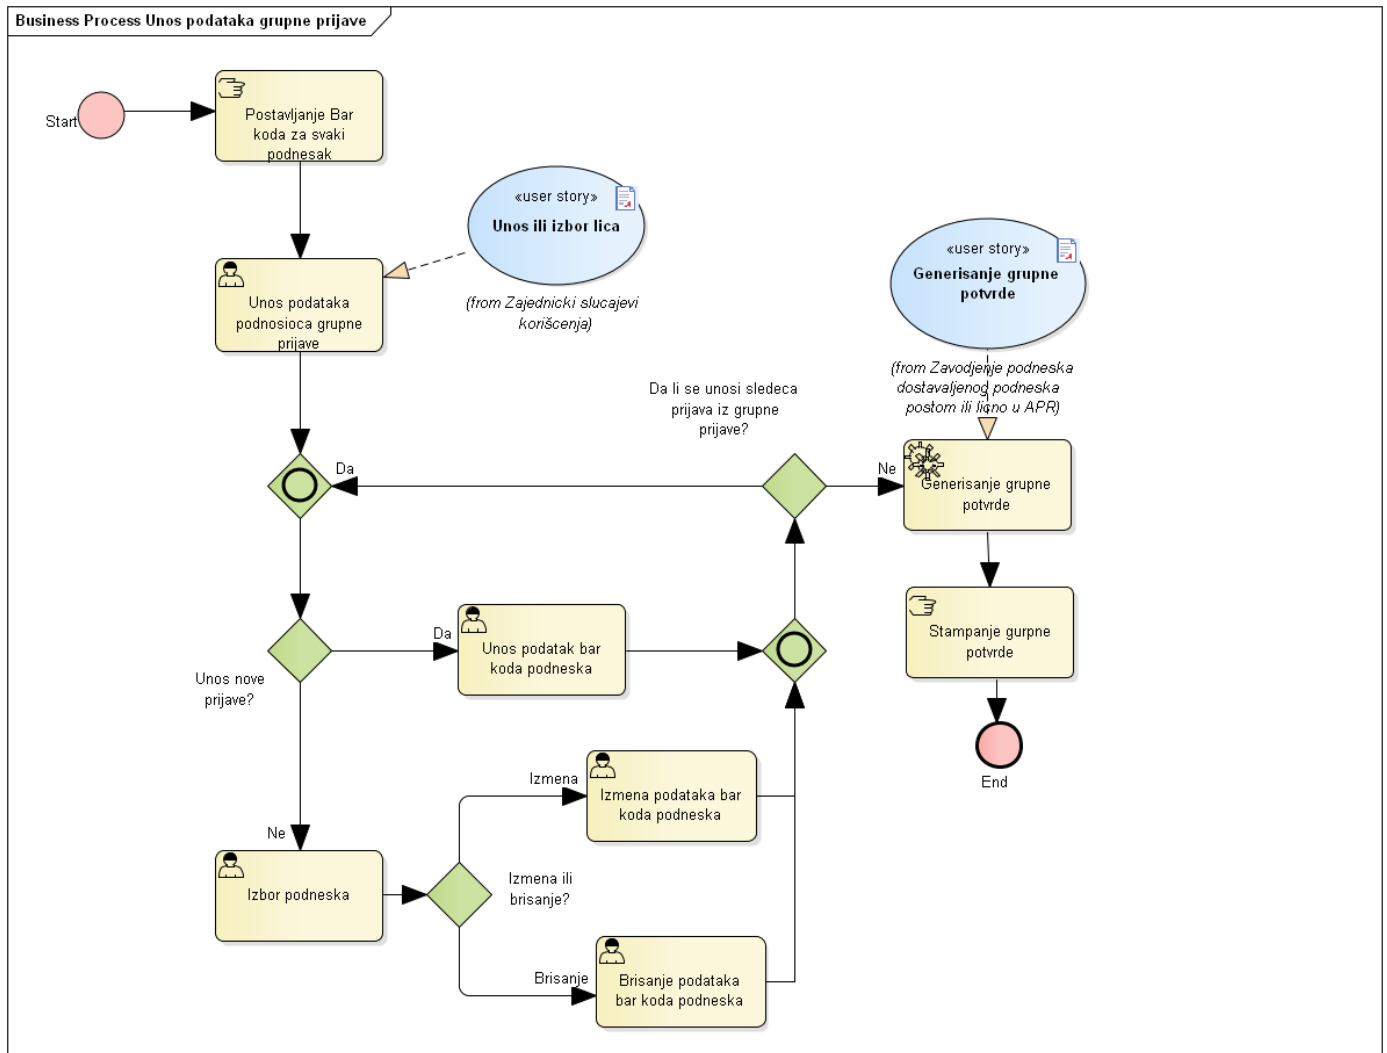 Business Process Unos podataka grupne prijave
Start
Postavljanje Bar
koda za svaki
podnesak
«user story»
Unos ili izbor lica
(from Zajednicki slucajevi
korišcenja)
«user story»
Generisanje grupne
potvrde
(from Zavodjenje podneska
dostavaljenog podneska
postom ili licno u APR)
Unos podataka
podnosioca grupne
prijave
Da li se unosi sledeca
prijava iz grupne
prijave?
Da
Ne
Generisanje grupne
potvrde
Unos nove
prijave?
Da
Unos podatak bar
koda podneska
Stampanje gurpne
potvrde
End
Ne
Izbor podneska
Izmena ili
brisanje?
Izmena
Izmena podataka bar
koda podneska
Brisanje
Brisanje podataka
bar koda podneska